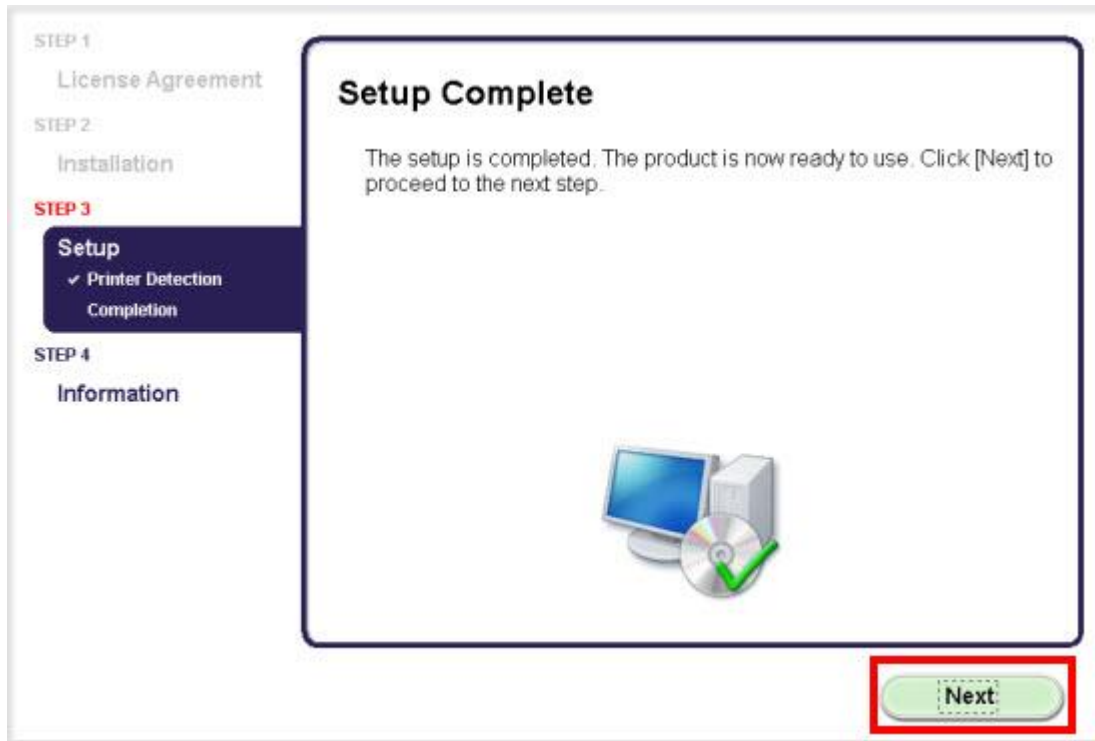 STEP 1
License Agreement
STEP 2
Installation
STEP 3
Setup
Printer Detection
Completion
STEP 4
Information
Setup Complete
The setup is completed. The product is now ready to use. Click [Next] to
proceed to the next step.
Next